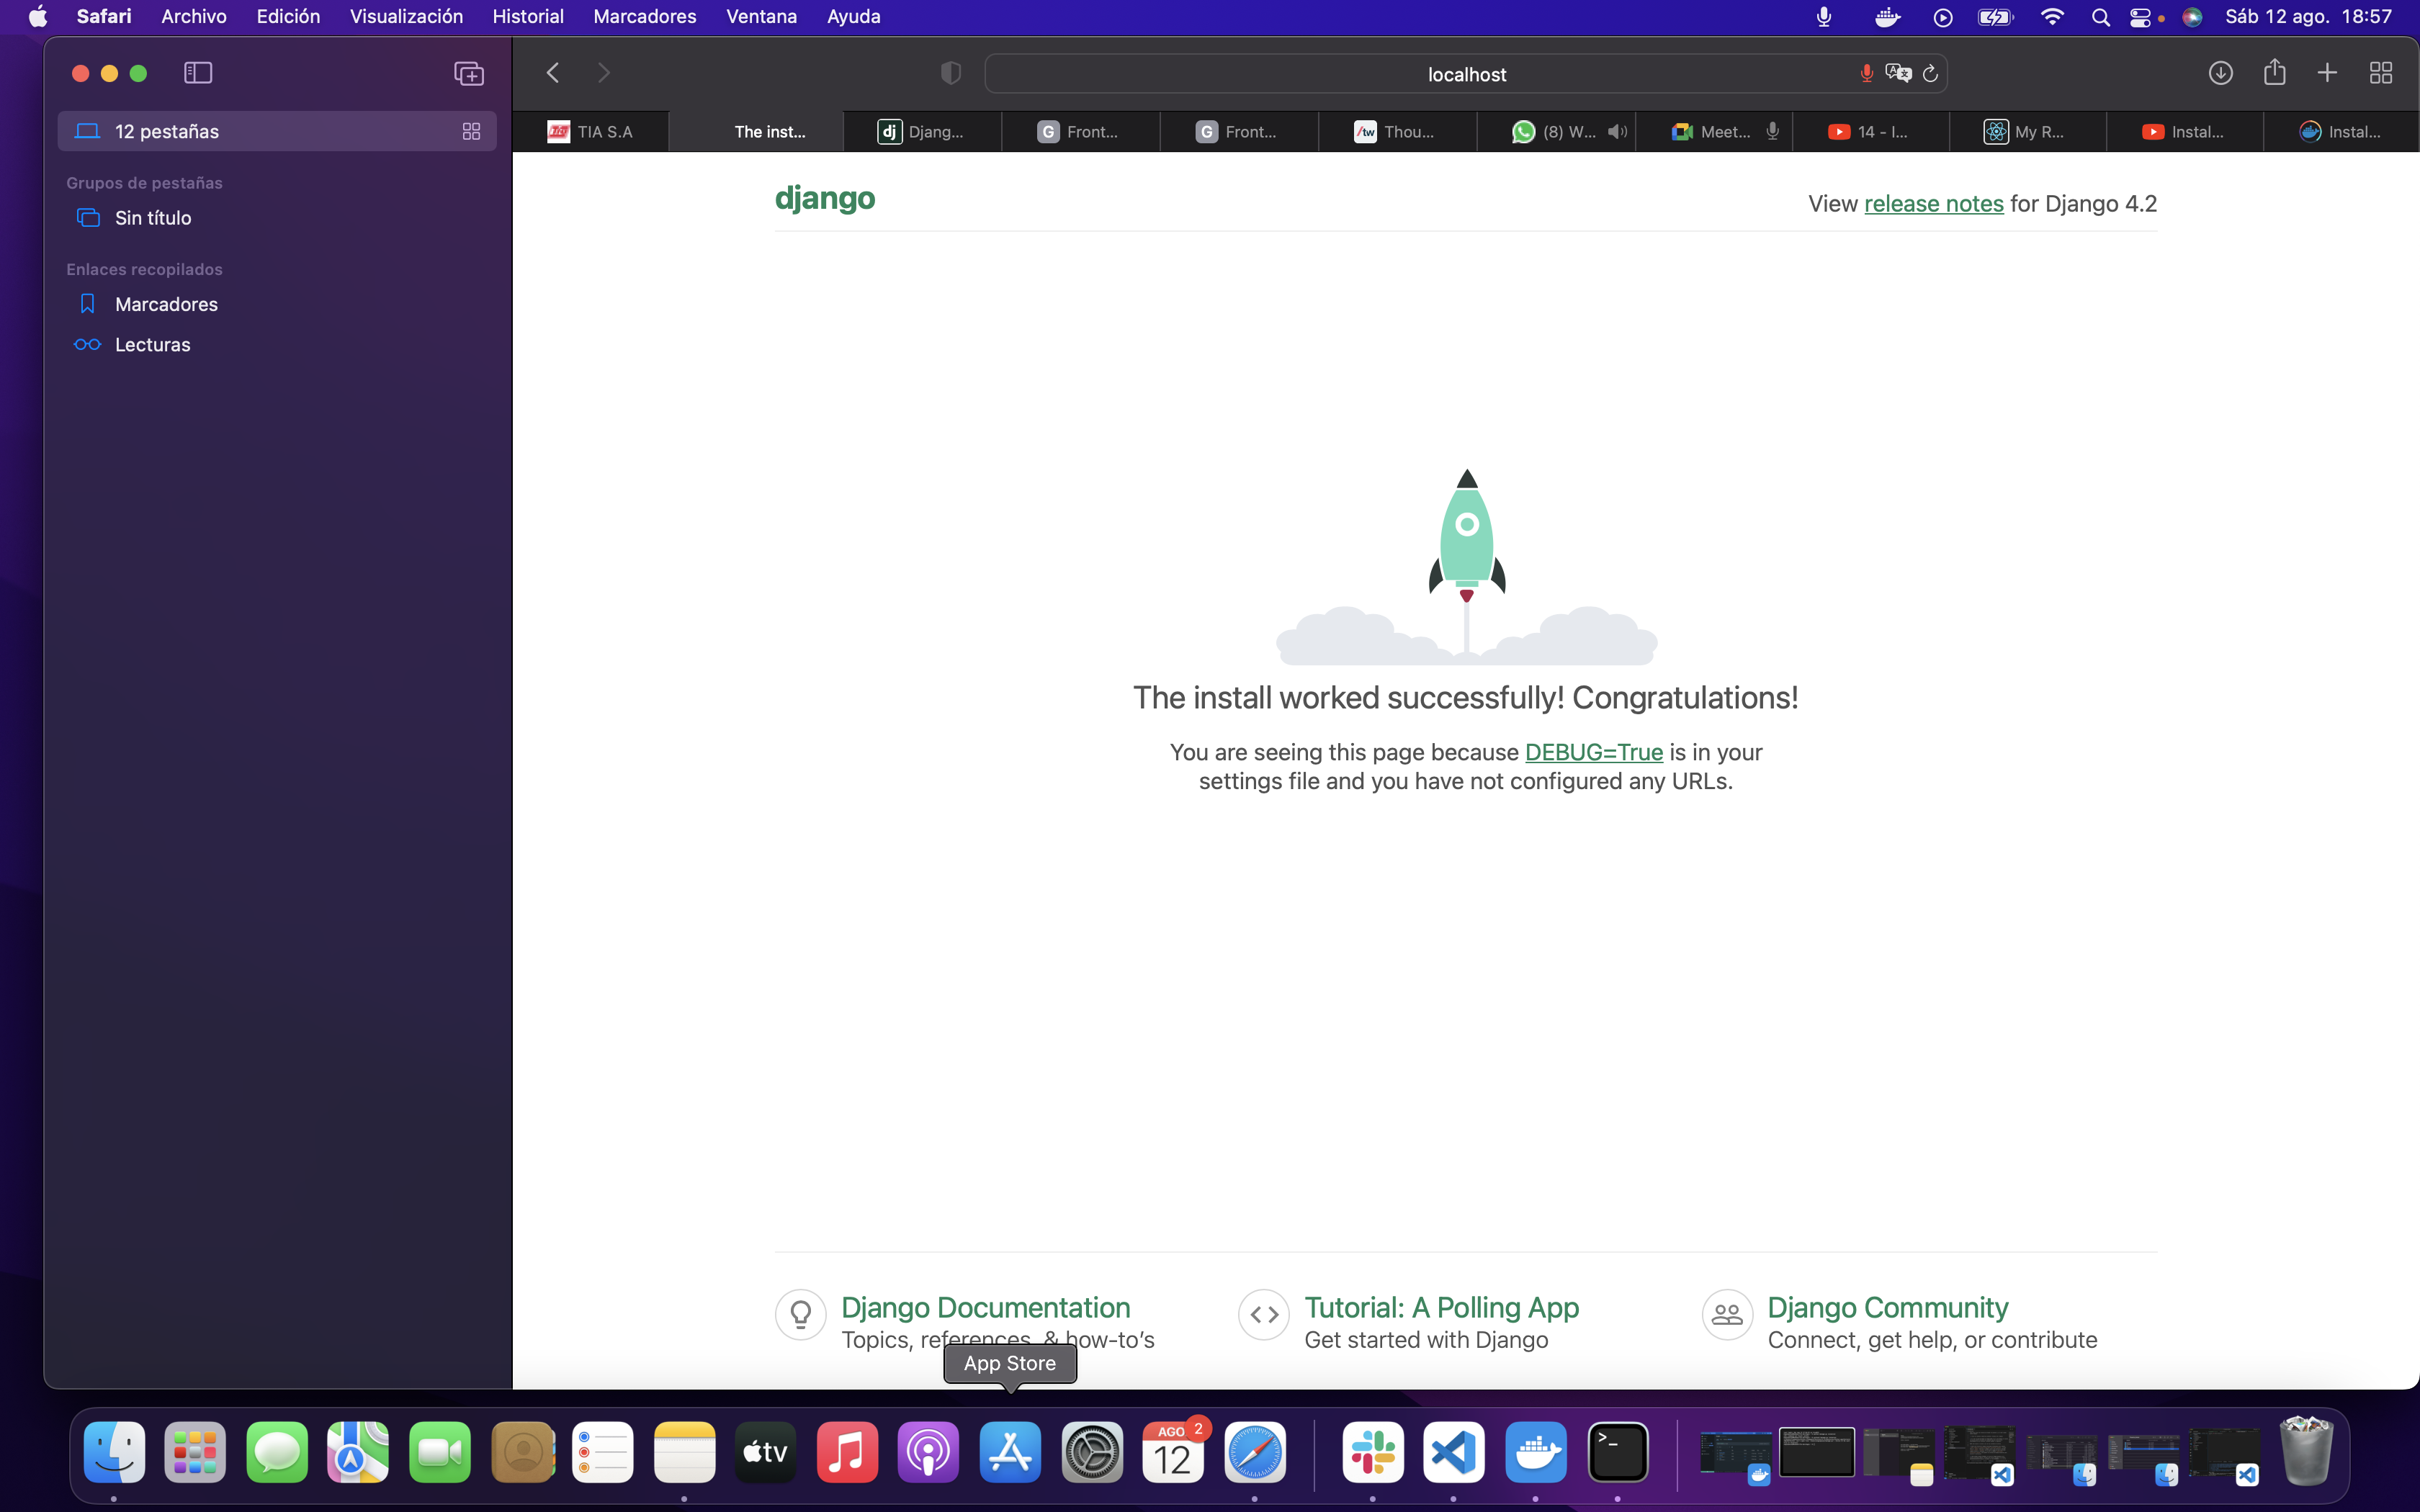 Safari Archivo Edición Visualización Historial Marcadores Ventana Ayuda Sáb 12 ago. 18:57
localhost
12 pestañas
TIA S.A The inst... Djang... Front... Front... Thou... (8) W... Meet... 14 - I... My R... Instal... Instal...
Grupos de pestañas
Sin título
Enlaces recopilados
Marcadores
Lecturas
django
View release notes for Django 4.2
The install worked successfully! Congratulations!
You are seeing this page because DEBUG=True is in your
settings file and you have not configured any URLs.
Django Documentation
Topics, references, & how-to's
Tutorial: A Polling App
Get started with Django
Django Community
Connect, get help, or contribute
App Store
tv
AGO 2
12